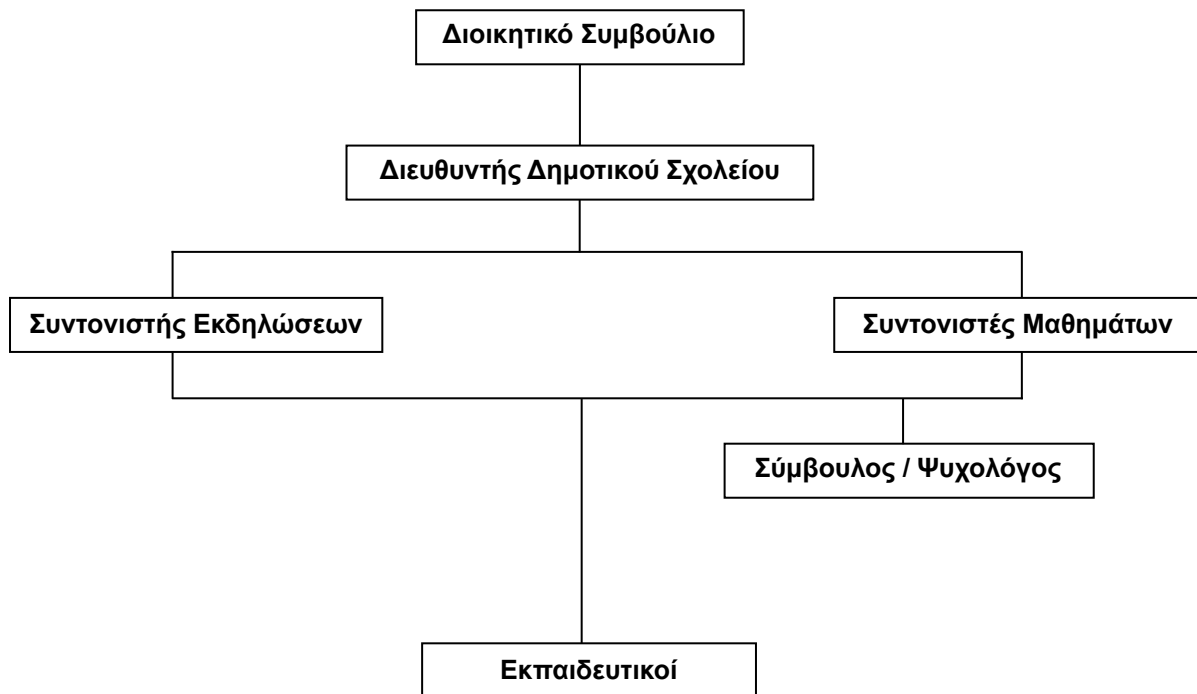 Διοικητικό Συμβούλιο
Διευθυντής Δημοτικού Σχολείου
Συντονιστής Εκδηλώσεων
Συντονιστές Μαθημάτων
Σύμβουλος / Ψυχολόγος
Εκπαιδευτικοί